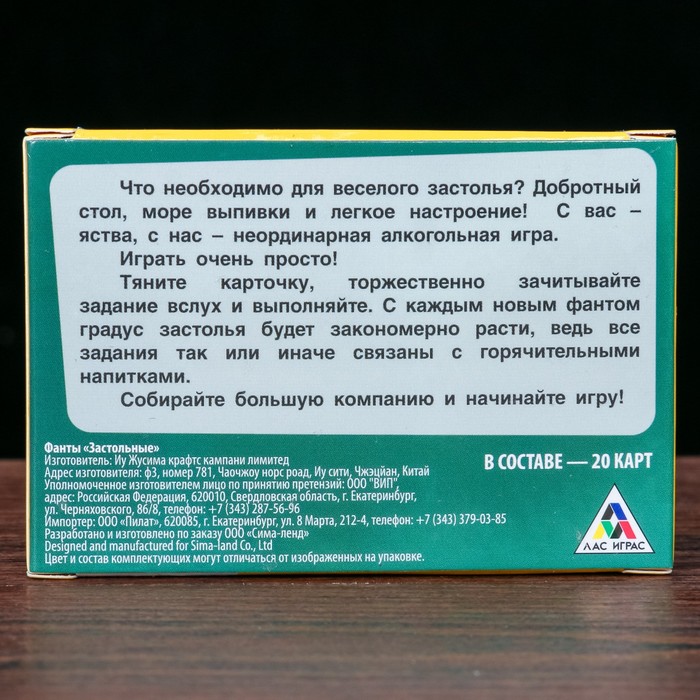 Что необходимо для веселого застолья? Добротный
стол, море выпивки и легкое настроение! С вас –
яства, с нас – неординарная алкогольная игра.
Играть очень просто!
Тяните карточку, торжественно зачитывайте
задание вслух и выполняйте. С каждым новым фантом
градус застолья будет закономерно расти, ведь все
задания так или иначе связаны с горячительными
напитками.
Собирайте большую компанию и начинайте игру!
Фанты «Застольные»
Изготовитель: Иу Жусима крафтс кампани лимитед
Адрес изготовителя: ф3, номер 781, Чаочжоу норс роад, Иу сити, Чжэцйан, Китай
Уполномоченное изготовителем лицо по принятию претензий: ООО "ВИП",
адрес: Российская Федерация, 620010, Свердловская область, г. Екатеринбург,
ул. Черняховского, 86/8, телефон: +7 (343) 287-56-96
Импортер: ООО «Пилат», 620085, г. Екатеринбург, ул. 8 Марта, 212-4, телефон: +7 (343) 379-03-85
Разработано и изготовлено по заказу ООО «Сима-ленд»
Designed and manufactured for Sima-land Co., Ltd
Цвет и состав комплектующих могут отличаться от изображенных на упаковке.
В СОСТАВЕ — 20 КАРТ
ЛАС ИГРАС